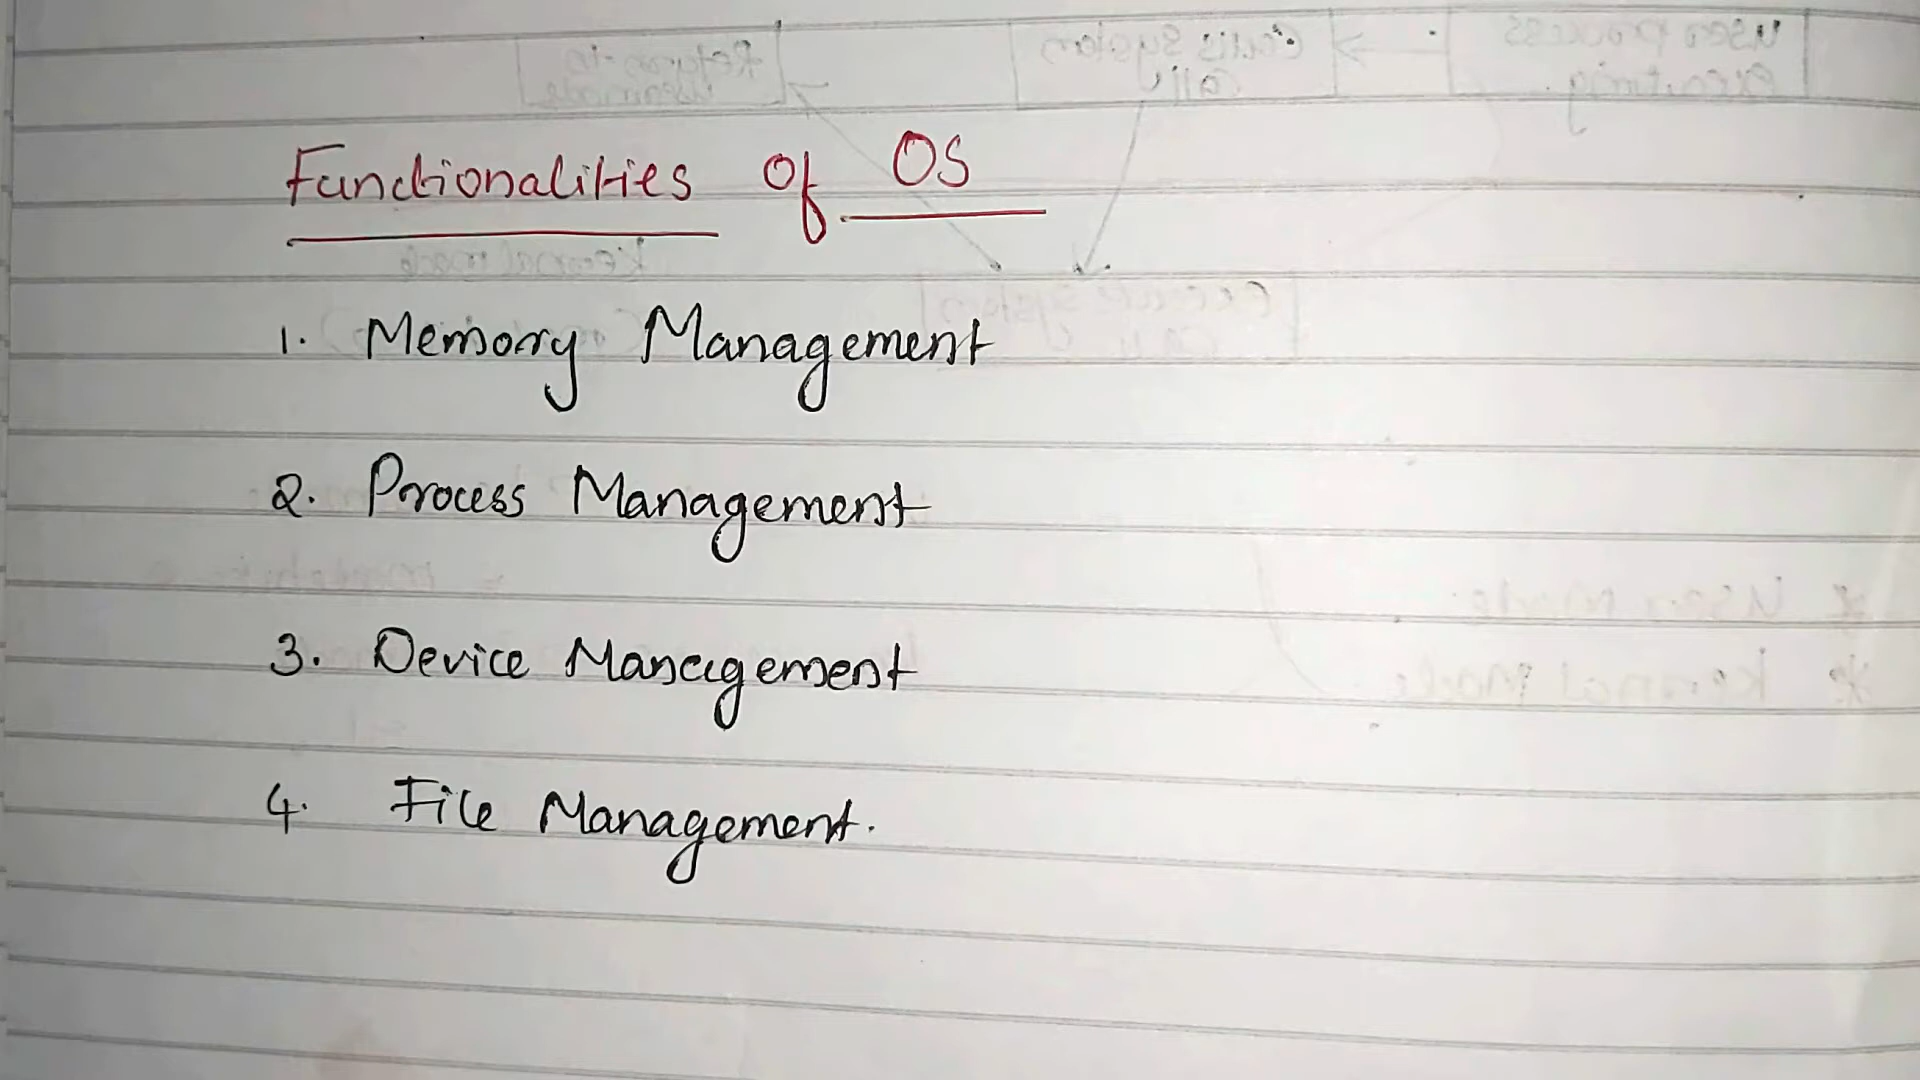 Functionalities Of OS
1. Memory Management
2. Process Management
3. Device Management
4. File Management.